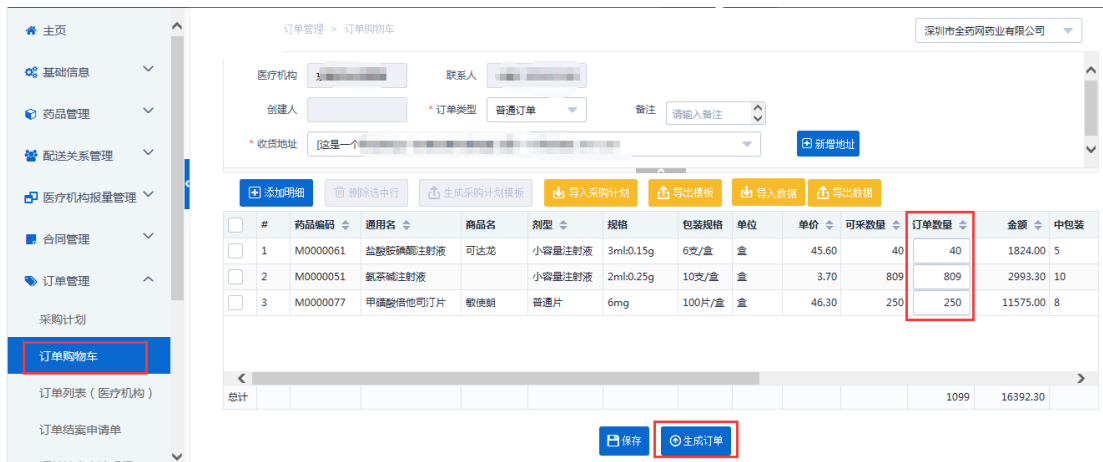 主页
基础信息
药品管理
配送关系管理
医疗机构报量管理
合同管理
订单管理
采购计划
订单购物车
订单列表（医疗机构）
订单结案申请单
订单管理 > 订单购物车
深圳市全药网药业有限公司
医疗机构 联系人
创建人 * 订单类型 普通订单 备注 请输入备注
* 收货地址 [这是一个 新增地址
添加明细 删除选中行 生成采购计划模板 导入采购计划 导出模板 导入数据 导出数据
# 药品编码 通用名 商品名 剂型 规格 包装规格 单位 单价 可采数量 订单数量 金额 中包装
1 M0000061 盐酸胺碘酮注射液 可达龙 小容量注射液 3ml:0.15g 6支/盒 盒 45.60 40 40 1824.00 5
2 M0000051 氨茶碱注射液 小容量注射液 2ml:0.25g 10支/盒 盒 3.70 809 809 2993.30 10
3 M0000077 甲磺酸倍他司汀片 敏使朗 普通片 6mg 100片/盒 盒 46.30 250 250 11575.00 8
总计 1099 16392.30
保存 生成订单